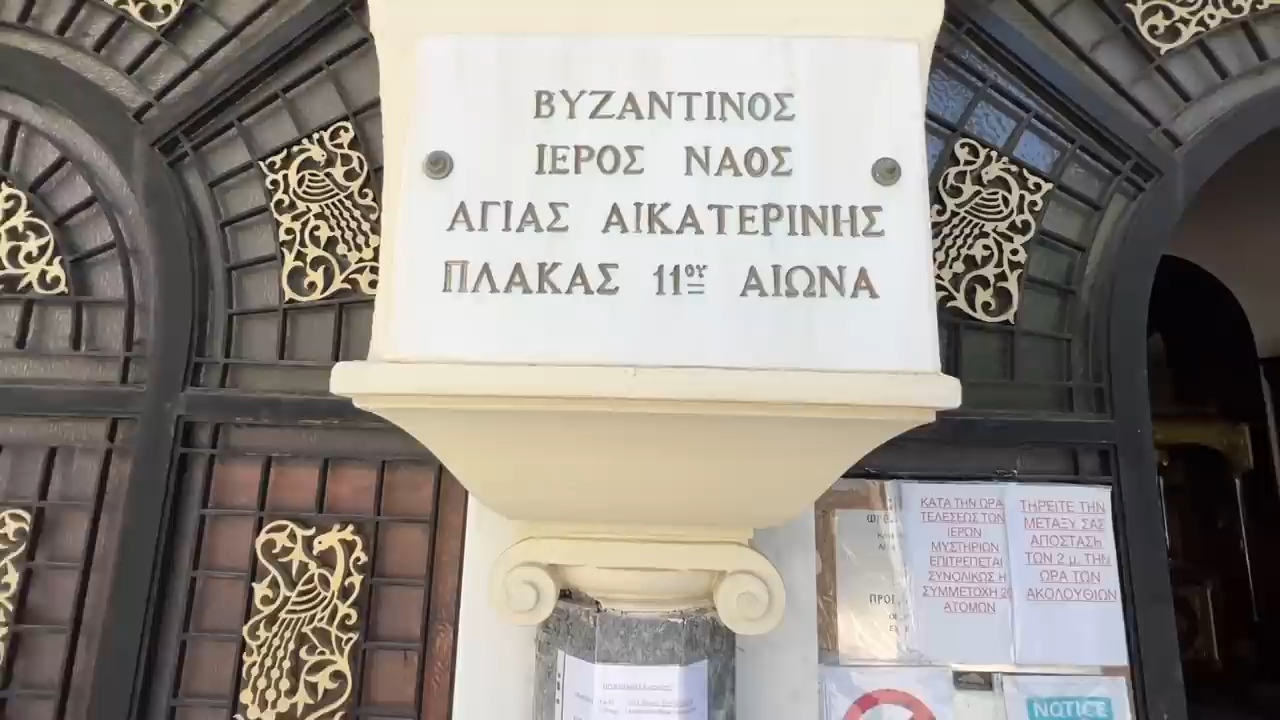 ΒΥΖΑΝΤΙΝΟΣ
ΙΕΡΟΣ ΝΑΟΣ
ΑΓΙΑΣ ΑΙΚΑΤΕΡΙΝΗΣ
ΠΛΑΚΑΣ 11ου ΑΙΩΝΑ
ΚΑΤΑ ΤΗΝ ΩΡΑ
ΤΕΛΕΣΕΩΣ ΤΩΝ
ΙΕΡΩΝ
ΜΥΣΤΗΡΙΩΝ
ΕΠΙΤΡΕΠΕΤΑΙ
ΣΥΝΟΛΙΚΩΣ Η
ΣΥΜΜΕΤΟΧΗ 20
ΑΤΟΜΩΝ
ΤΗΡΕΙΤΕ ΤΗΝ
ΜΕΤΑΞΥ ΣΑΣ
ΑΠΟΣΤΑΣΗ
ΤΩΝ 2 μ. ΤΗΝ
ΩΡΑ ΤΩΝ
ΑΚΟΛΟΥΘΙΩΝ
NOTICE